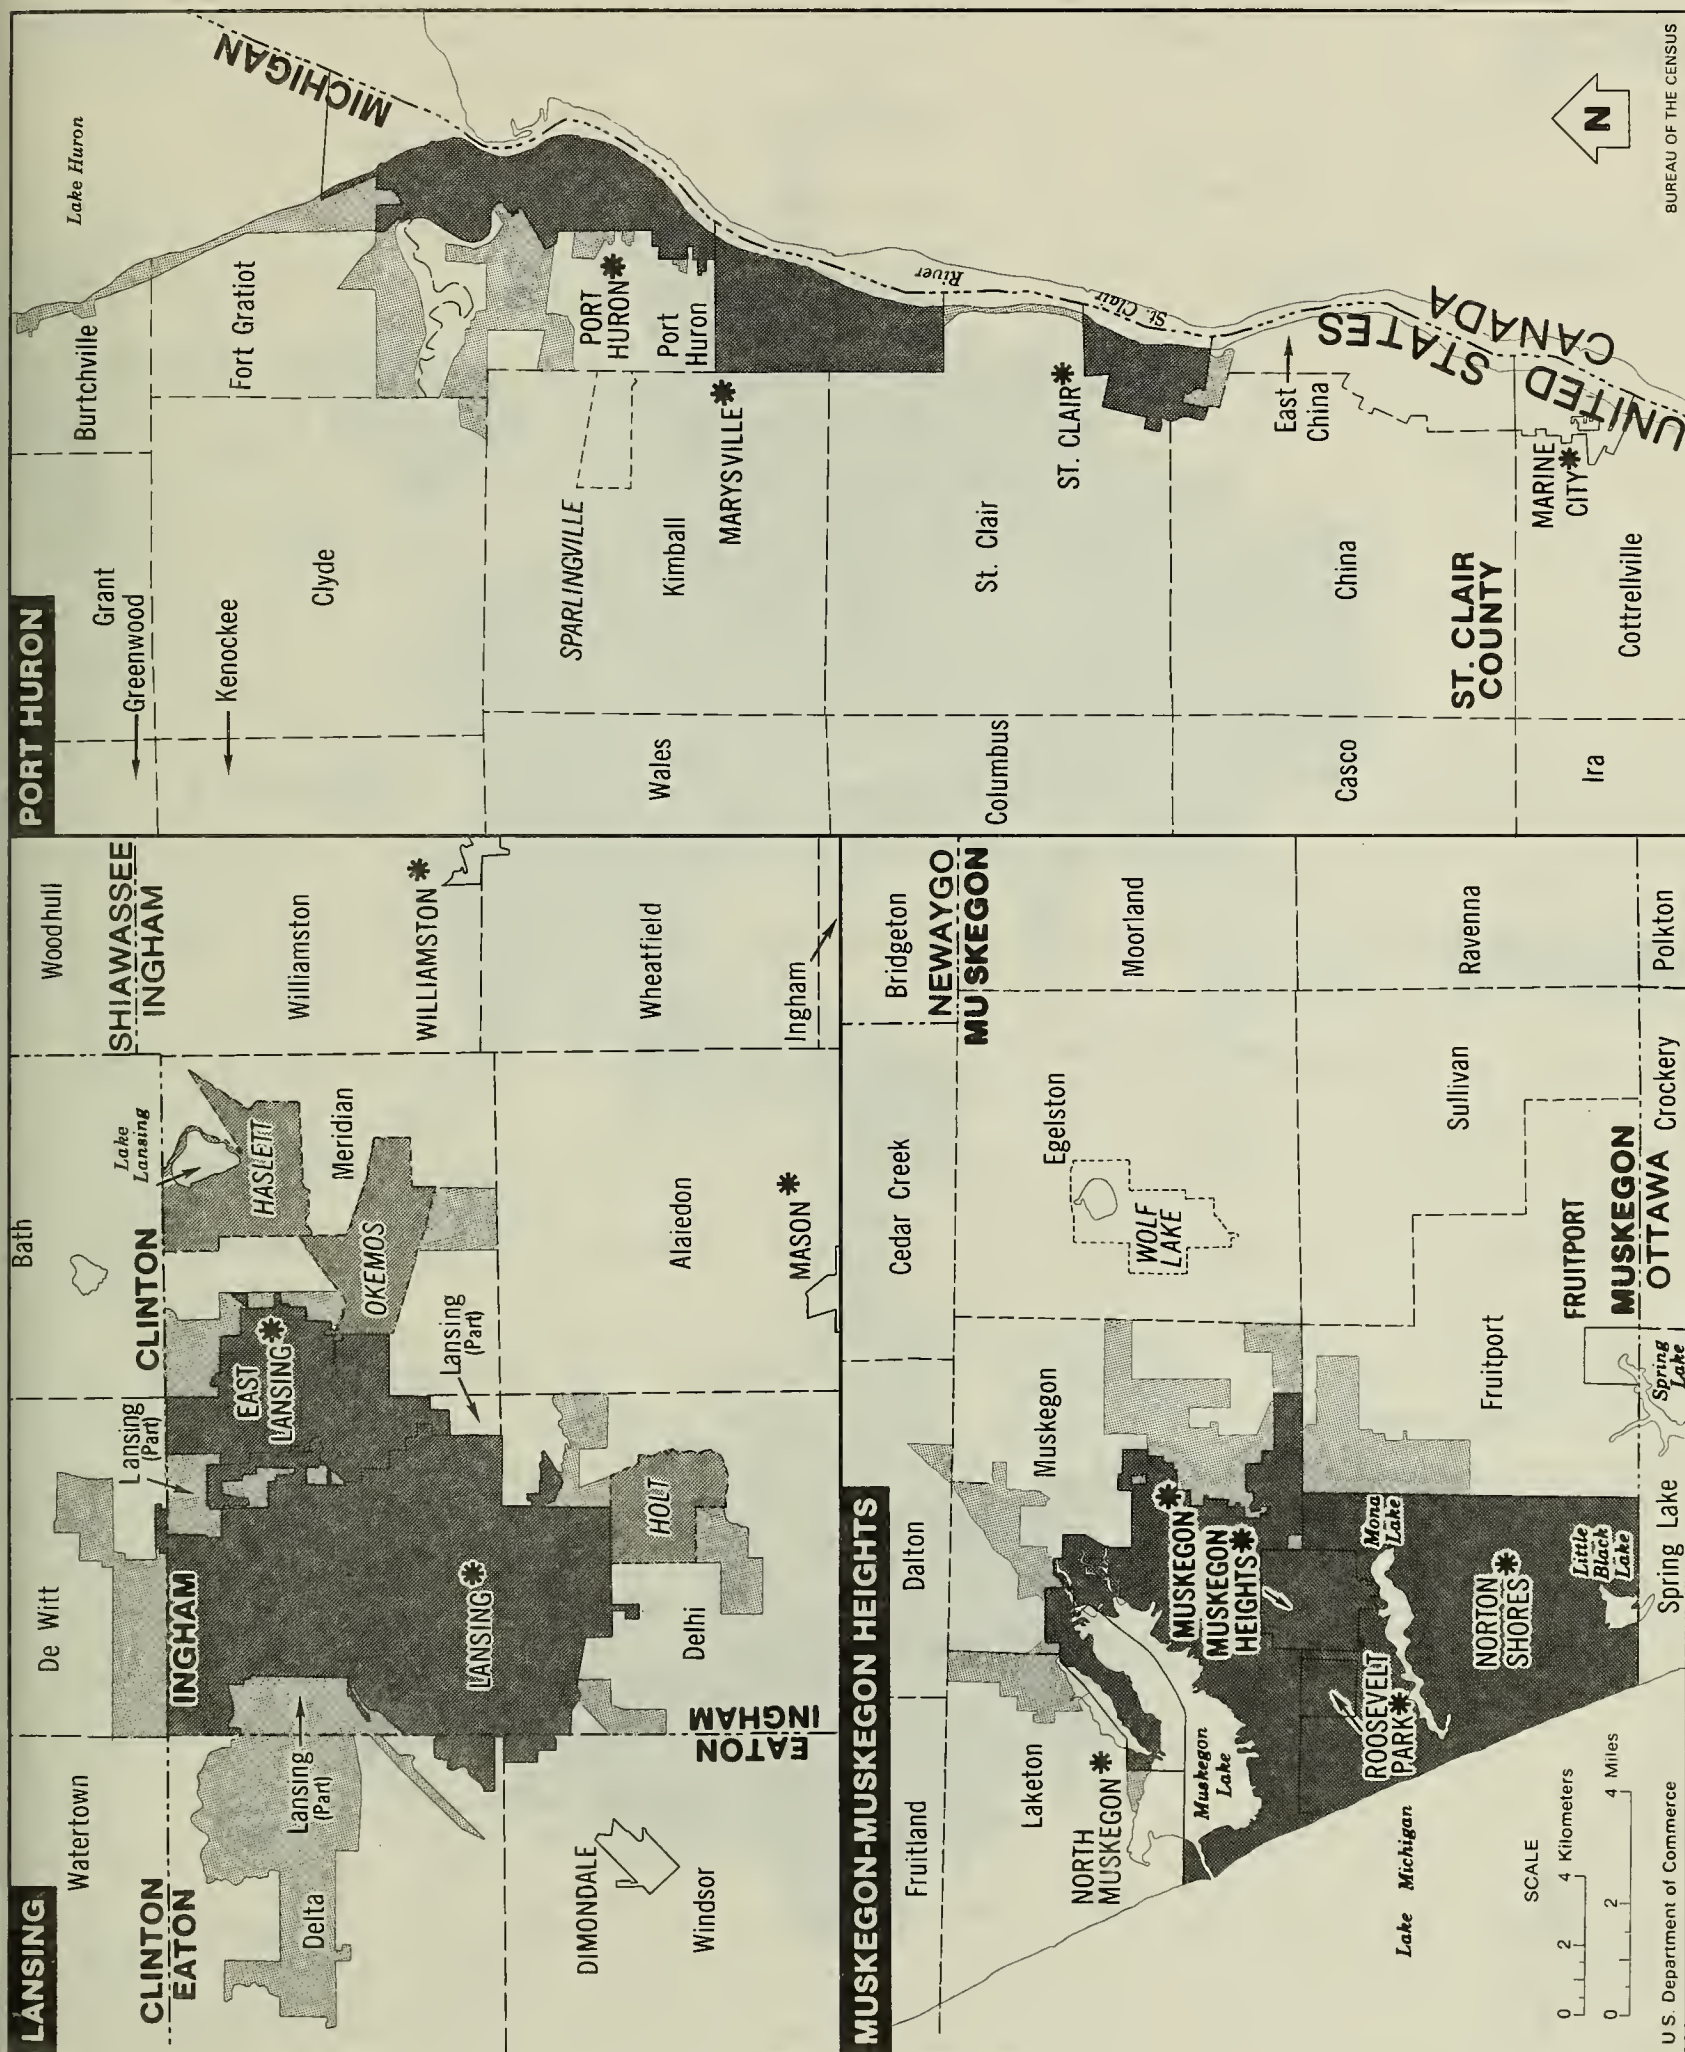 LANSING
Watertown
De Witt
Bath
Woodhull
CLINTON
EATON
INGHAM
CLINTON
SHIAWASSEE
INGHAM
Lansing
(Part)
Lake
Lansing
HASLETT
Williamston
Delta
Lansing
(Part)
EAST
LANSING*
Meridian
OKEMOS
WILLIAMSTON*
LANSING*
Lansing
(Part)
DIMONDALE
Windsor
EATON
INGHAM
Delhi
HOLT
Alaiedon
MASON*
Wheatfield
Ingham
MUSKEGON-MUSKEGON HEIGHTS
Fruitland
Dalton
Cedar Creek
Bridgeton
NEWAYGO
MUSKEGON
Laketon
Muskegon
Egelston
Moorland
NORTH
MUSKEGON*
WOLF
LAKE
MUSKEGON*
MUSKEGON
HEIGHTS*
Muskegon
Lake
ROOSEVELT
PARK*
Mona
Lake
Lake Michigan
NORTON
SHORES*
Fruitport
Sullivan
Ravenna
FRUITPORT
Little
Black
Lake
MUSKEGON
OTTAWA
Spring
Lake
Spring Lake
Crockery
Polkton
SCALE
0 2 4 Kilometers
0 2 4 Miles
U.S. Department of Commerce
PORT HURON
Greenwood
Grant
Burtchville
Lake Huron
Kenockee
Fort Gratiot
MICHIGAN
Clyde
SPARLINGVILLE
PORT
HURON*
Wales
Kimball
Port
Huron
MARYSVILLE*
St. Clair
River
Columbus
St. Clair
ST. CLAIR*
Casco
China
East
China
UNITED STATES
CANADA
ST. CLAIR
COUNTY
MARINE
CITY*
Ira
Cottrellville
N
BUREAU OF THE CENSUS